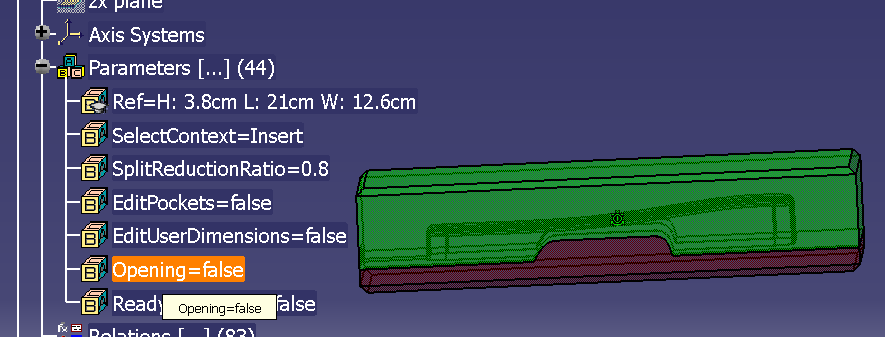 zx plane
Axis Systems
Parameters [...] (44)
Ref=H: 3.8cm L: 21cm W: 12.6cm
SelectContext=Insert
SplitReductionRatio=0.8
EditPockets=false
EditUserDimensions=false
Opening=false
Ready false
Opening=false
Relations [...] (83)